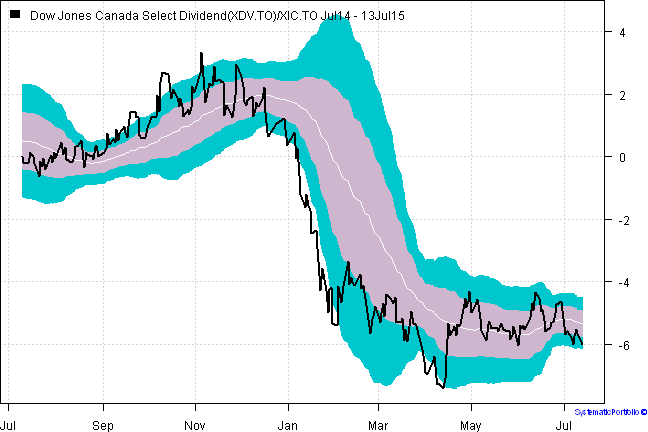 Dow Jones Canada Select Dividend(XDV.TO)/XIC.TO Jul14 - 13Jul15
4
2
0
-2
-4
-6
SystematicPortfolio ©
Jul Sep Nov Jan Mar May Jul